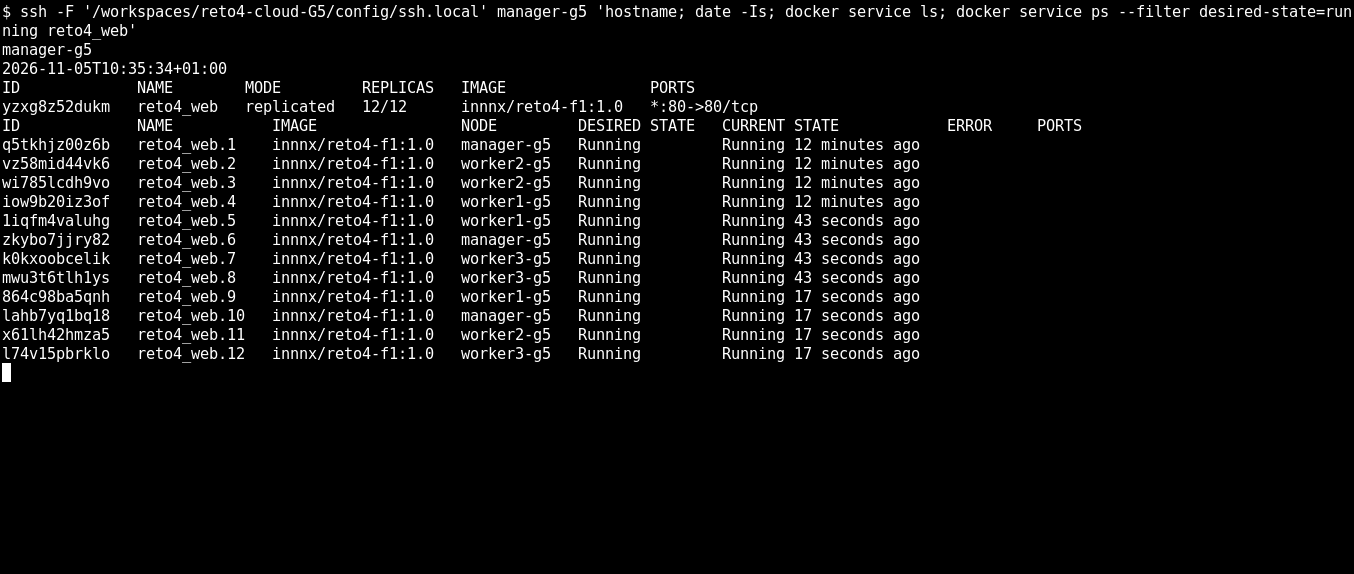 $ ssh -F '/workspaces/reto4-cloud-G5/config/ssh.local' manager-g5 'hostname; date -Is; docker service ls; docker service ps --filter desired-state=run
ning reto4_web'
manager-g5
2026-11-05T10:35:34+01:00
ID             NAME        MODE         REPLICAS   IMAGE                PORTS
yzxg8z52dukm   reto4_web   replicated   12/12      innnx/reto4-f1:1.0   *:80->80/tcp
ID             NAME           IMAGE                NODE         DESIRED STATE   CURRENT STATE            ERROR     PORTS
q5tkhjz00z6b   reto4_web.1    innnx/reto4-f1:1.0   manager-g5   Running         Running 12 minutes ago
vz58mid44vk6   reto4_web.2    innnx/reto4-f1:1.0   worker2-g5   Running         Running 12 minutes ago
wi785lcdh9vo   reto4_web.3    innnx/reto4-f1:1.0   worker2-g5   Running         Running 12 minutes ago
iow9b20iz3of   reto4_web.4    innnx/reto4-f1:1.0   worker1-g5   Running         Running 12 minutes ago
1iqfm4valuhg   reto4_web.5    innnx/reto4-f1:1.0   worker1-g5   Running         Running 43 seconds ago
zkybo7jjry82   reto4_web.6    innnx/reto4-f1:1.0   manager-g5   Running         Running 43 seconds ago
k0kxoobcelik   reto4_web.7    innnx/reto4-f1:1.0   worker3-g5   Running         Running 43 seconds ago
mwu3t6tlh1ys   reto4_web.8    innnx/reto4-f1:1.0   worker3-g5   Running         Running 43 seconds ago
864c98ba5qnh   reto4_web.9    innnx/reto4-f1:1.0   worker1-g5   Running         Running 17 seconds ago
lahb7yq1bq18   reto4_web.10   innnx/reto4-f1:1.0   manager-g5   Running         Running 17 seconds ago
x61lh42hmza5   reto4_web.11   innnx/reto4-f1:1.0   worker2-g5   Running         Running 17 seconds ago
l74v15pbrklo   reto4_web.12   innnx/reto4-f1:1.0   worker3-g5   Running         Running 17 seconds ago